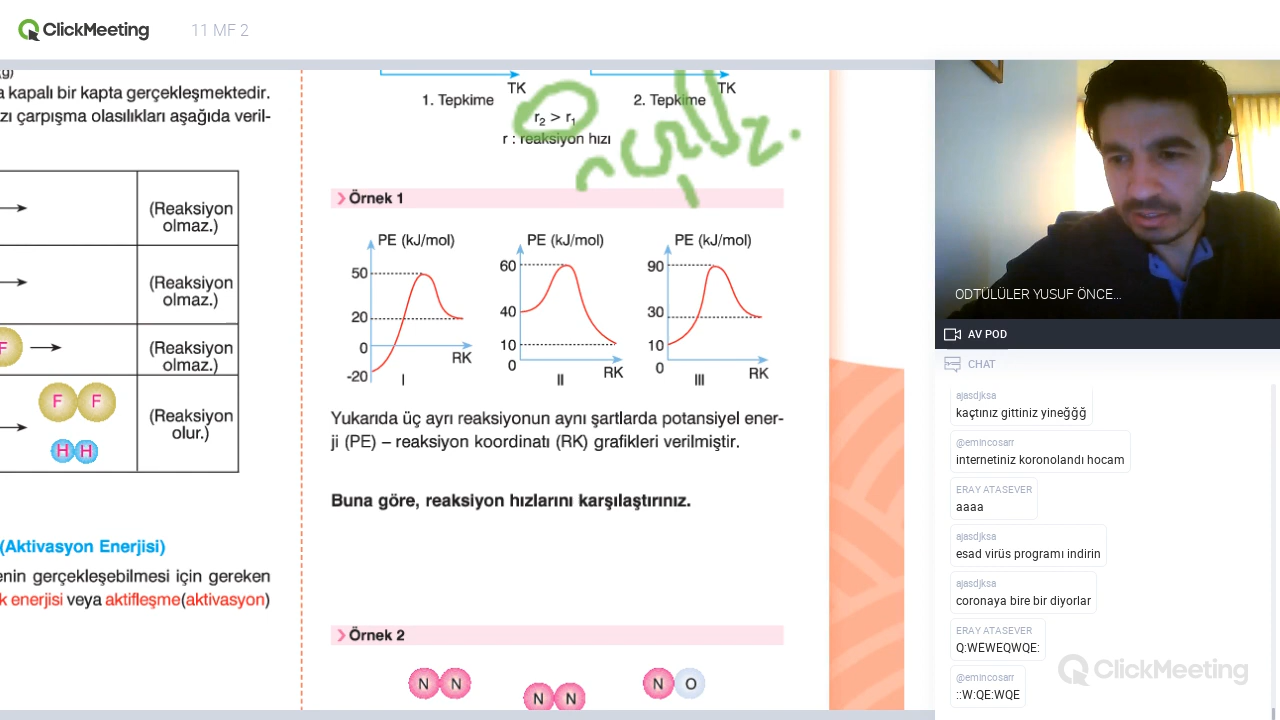 ClickMeeting
11 MF 2
a kapalı bir kapta gerçekleşmektedir.
zı çarpışma olasılıkları aşağıda veril-
(Reaksiyon
olmaz.)
(Reaksiyon
olmaz.)
F
(Reaksiyon
olmaz.)
F F
H H
(Reaksiyon
olur.)
(Aktivasyon Enerjisi)
enin gerçekleşebilmesi için gereken
k enerjisi veya aktifleşme(aktivasyon)
TK
TK
1. Tepkime
2. Tepkime
r2 > r1
r : reaksiyon hızı
Örnek 1
PE (kJ/mol)
50
20
0
-20
RK
I
PE (kJ/mol)
60
40
10
0
RK
II
PE (kJ/mol)
90
30
10
0
RK
III
Yukarıda üç ayrı reaksiyonun aynı şartlarda potansiyel ener-
ji (PE) – reaksiyon koordinatı (RK) grafikleri verilmiştir.
Buna göre, reaksiyon hızlarını karşılaştırınız.
Örnek 2
N N
N N
N O
ODTÜLÜLER YUSUF ÖNCE...
AV POD
CHAT
ajasdjksa
kaçtınız gittiniz yineğğğ
@emincosarr
internetiniz koronolandı hocam
ERAY ATASEVER
aaaa
ajasdjksa
esad virüs programı indirin
ajasdjksa
coronaya bire bir diyorlar
ERAY ATASEVER
Q:WEWEQWQE:
@emincosarr
::W:QE:WQE
ClickMeeting